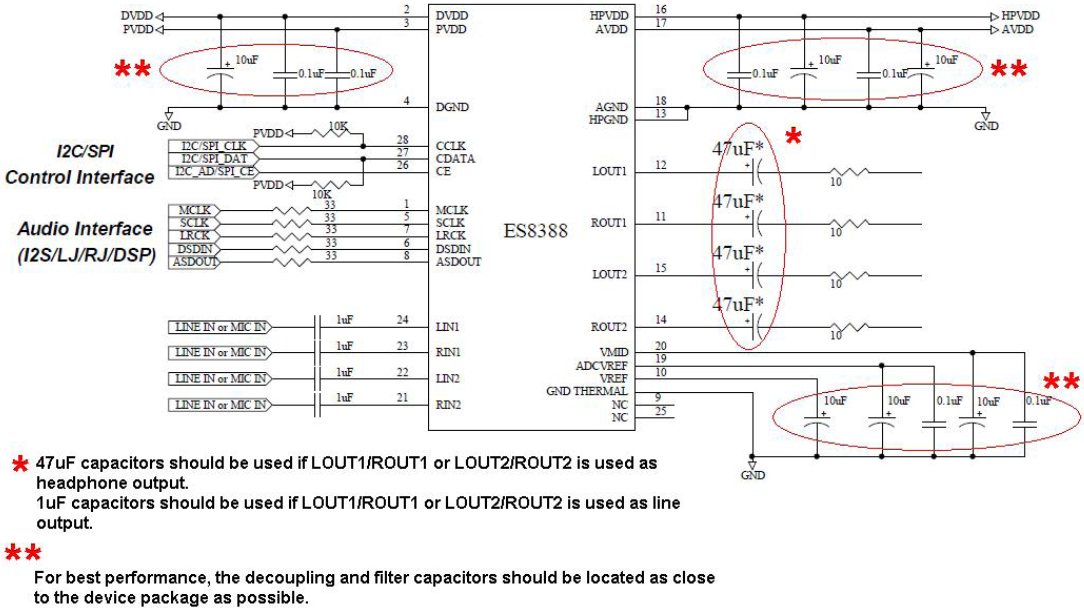 DVDD 2 DVDD HPVDD 16 HPVDD
PVDD 3 PVDD AVDD 17 AVDD
** 10uF 0.1uF 0.1uF
0.1uF 10uF 0.1uF 10uF **
4 DGND AGND 18
HPGND 13
GND
GND
PVDD 10K
I2C/SPI
Control Interface
I2C/SPI_CLK 28 CCLK
I2C/SPI_DAT 27 CDATA
I2C_AD/SPI_CE 26 CE
PVDD 10K
Audio Interface
(I2S/LJ/RJ/DSP)
MCLK 33 1 MCLK
SCLK 33 5 SCLK
LRCK 33 7 LRCK
DSDIN 33 6 DSDIN
ASDOUT 33 8 ASDOUT
ES8388
*
47uF*
LOUT1 12 + 10
47uF*
ROUT1 11 + 10
47uF*
LOUT2 15 + 10
47uF*
ROUT2 14 + 10
LINE IN or MIC IN 1uF 24 LIN1
LINE IN or MIC IN 1uF 23 RIN1
LINE IN or MIC IN 1uF 22 LIN2
LINE IN or MIC IN 1uF 21 RIN2
VMID 20
ADCVREF 19
VREF 10
GND THERMAL
NC 9
NC 25
10uF 10uF 0.1uF 10uF 0.1uF **
GND
* 47uF capacitors should be used if LOUT1/ROUT1 or LOUT2/ROUT2 is used as
headphone output.
1uF capacitors should be used if LOUT1/ROUT1 or LOUT2/ROUT2 is used as line
output.
**
For best performance, the decoupling and filter capacitors should be located as close
to the device package as possible.